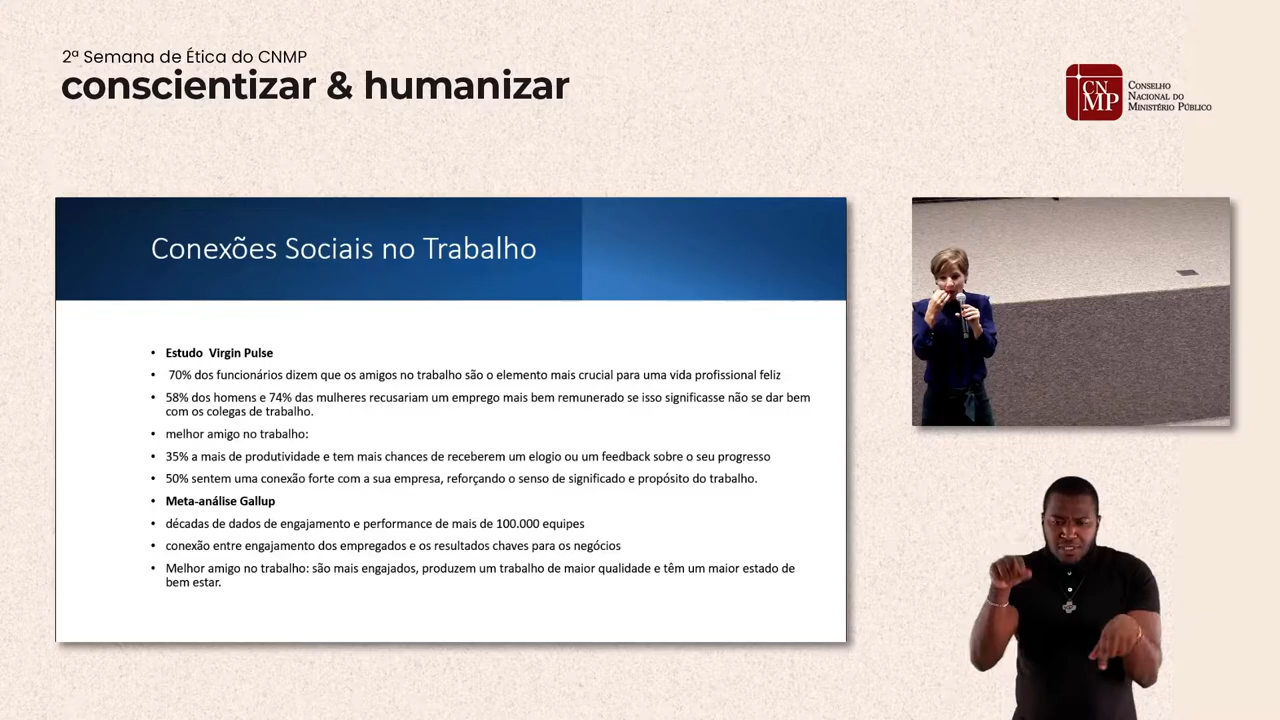 2ª Semana de Ética do CNMP
conscientizar & humanizar
CN
MP
Conselho
Nacional do
Ministério Público
Conexões Sociais no Trabalho
• Estudo  Virgin Pulse
•  70% dos funcionários dizem que os amigos no trabalho são o elemento mais crucial para uma vida profissional feliz
• 58% dos homens e 74% das mulheres recusariam um emprego mais bem remunerado se isso significasse não se dar bem
com os colegas de trabalho.
• melhor amigo no trabalho:
• 35% a mais de produtividade e tem mais chances de receberem um elogio ou um feedback sobre o seu progresso
• 50% sentem uma conexão forte com a sua empresa, reforçando o senso de significado e propósito do trabalho.
• Meta-análise Gallup
• décadas de dados de engajamento e performance de mais de 100.000 equipes
• conexão entre engajamento dos empregados e os resultados chaves para os negócios
• Melhor amigo no trabalho: são mais engajados, produzem um trabalho de maior qualidade e têm um maior estado de
bem estar.